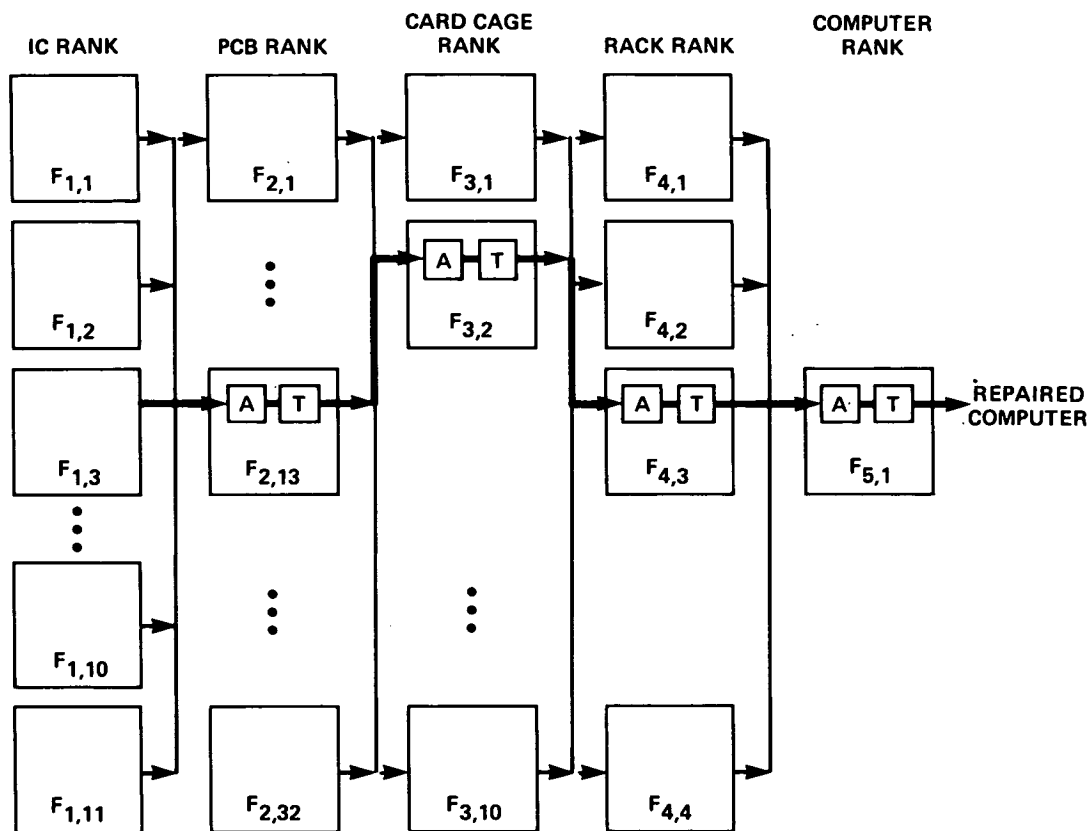 IC RANK
PCB RANK
CARD CAGE
RANK
RACK RANK
COMPUTER
RANK
F1,1
F2,1
F3,1
F4,1
F1,2
A T
F3,2
F4,2
F1,3
A T
F2,13
A T
F4,3
A T
F5,1
REPAIRED
COMPUTER
F1,10
F1,11
F2,32
F3,10
F4,4